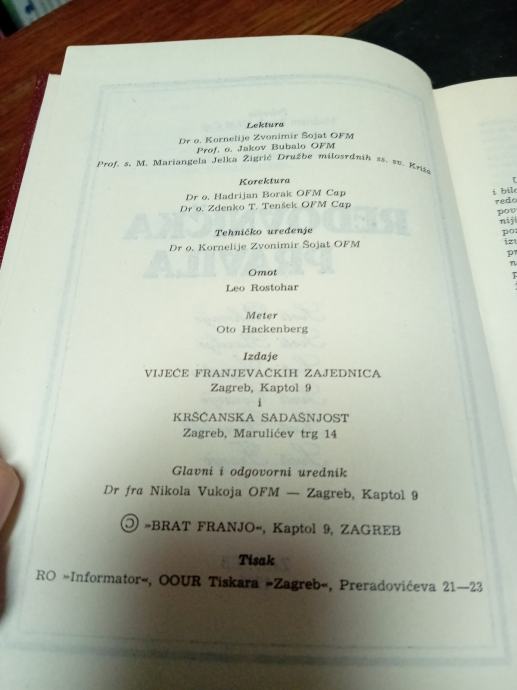 Lektura
Dr o. Kornelije Zvonimir Šojat OFM
Prof. o. Jakov Bubalo OFM
Prof. s. M. Mariangela Jelka Žigrić Družbe milosrdnih ss. sv. Križa
Korektura
Dr o. Hadrijan Borak OFM Cap
Dr o. Zdenko T. Tenšek OFM Cap
Tehničko uređenje
Dr o. Kornelije Zvonimir Šojat OFM
Omot
Leo Rostohar
Meter
Oto Hackenberg
Izdaje
VIJEĆE FRANJEVAČKIH ZAJEDNICA
Zagreb, Kaptol 9
i
KRŠĆANSKA SADAŠNJOST
Zagreb, Marulićev trg 14
Glavni i odgovorni urednik
Dr fra Nikola Vukoja OFM — Zagreb, Kaptol 9
© »BRAT FRANJO«, Kaptol 9, ZAGREB
Tisak
RO »Informator«, OOUR Tiskara »Zagreb«, Preradovićeva 21—23